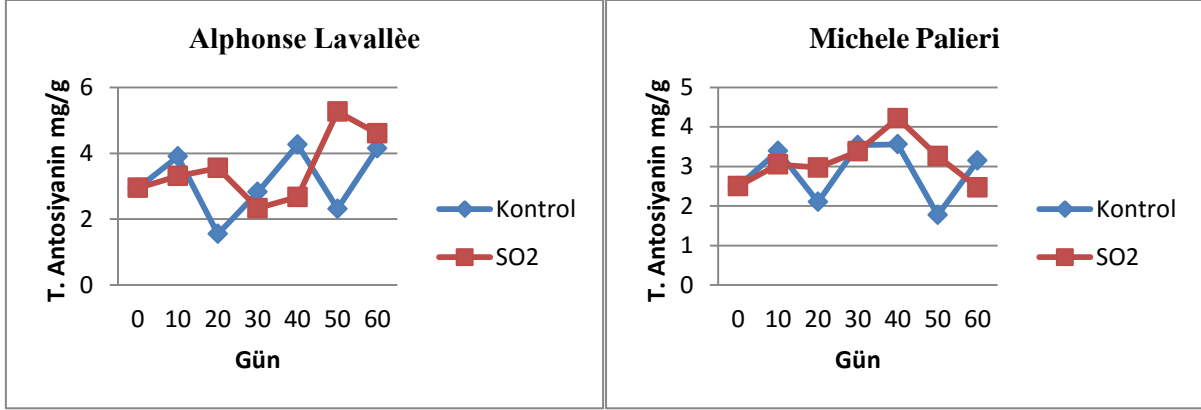 Alphonse Lavallèe
T. Antosiyanin mg/g
6
4
2
0
0 10 20 30 40 50 60
Gün
Kontrol
SO2
Michele Palieri
T. Antosiyanin mg/g
5
4
3
2
1
0
0 10 20 30 40 50 60
Gün
Kontrol
SO2